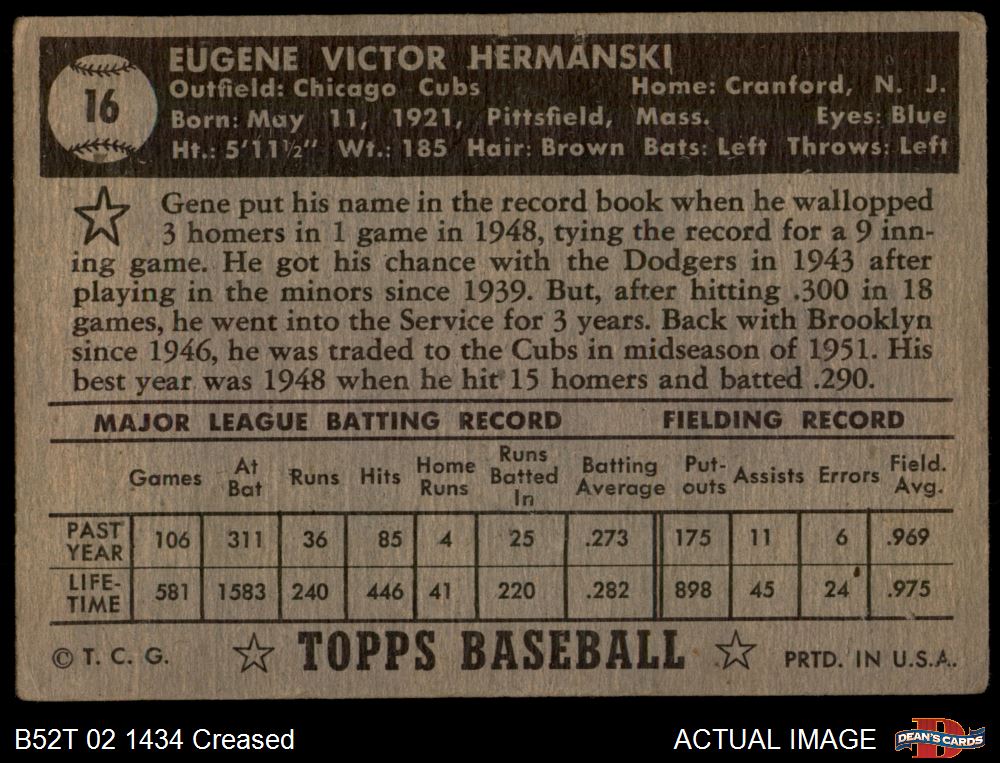 16
EUGENE VICTOR HERMANSKI
Outfield: Chicago Cubs Home: Cranford, N. J.
Born: May 11, 1921, Pittsfield, Mass. Eyes: Blue
Ht.: 5'11½" Wt.: 185 Hair: Brown Bats: Left Throws: Left
Gene put his name in the record book when he walloped
3 homers in 1 game in 1948, tying the record for a 9 inn-
ing game. He got his chance with the Dodgers in 1943 after
playing in the minors since 1939. But, after hitting .300 in 18
games, he went into the Service for 3 years. Back with Brooklyn
since 1946, he was traded to the Cubs in midseason of 1951. His
best year was 1948 when he hit 15 homers and batted .290.
MAJOR LEAGUE BATTING RECORD FIELDING RECORD
Games At Bat Runs Hits Home Runs Runs Batted In Batting Average Put-outs Assists Errors Field. Avg.
PAST YEAR 106 311 36 85 4 25 .273 175 11 6 .969
LIFE-TIME 581 1583 240 446 41 220 .282 898 45 24 .975
© T. C. G. TOPPS BASEBALL PRTD. IN U.S.A.
B52T 02 1434 Creased ACTUAL IMAGE DEAN'S CARDS